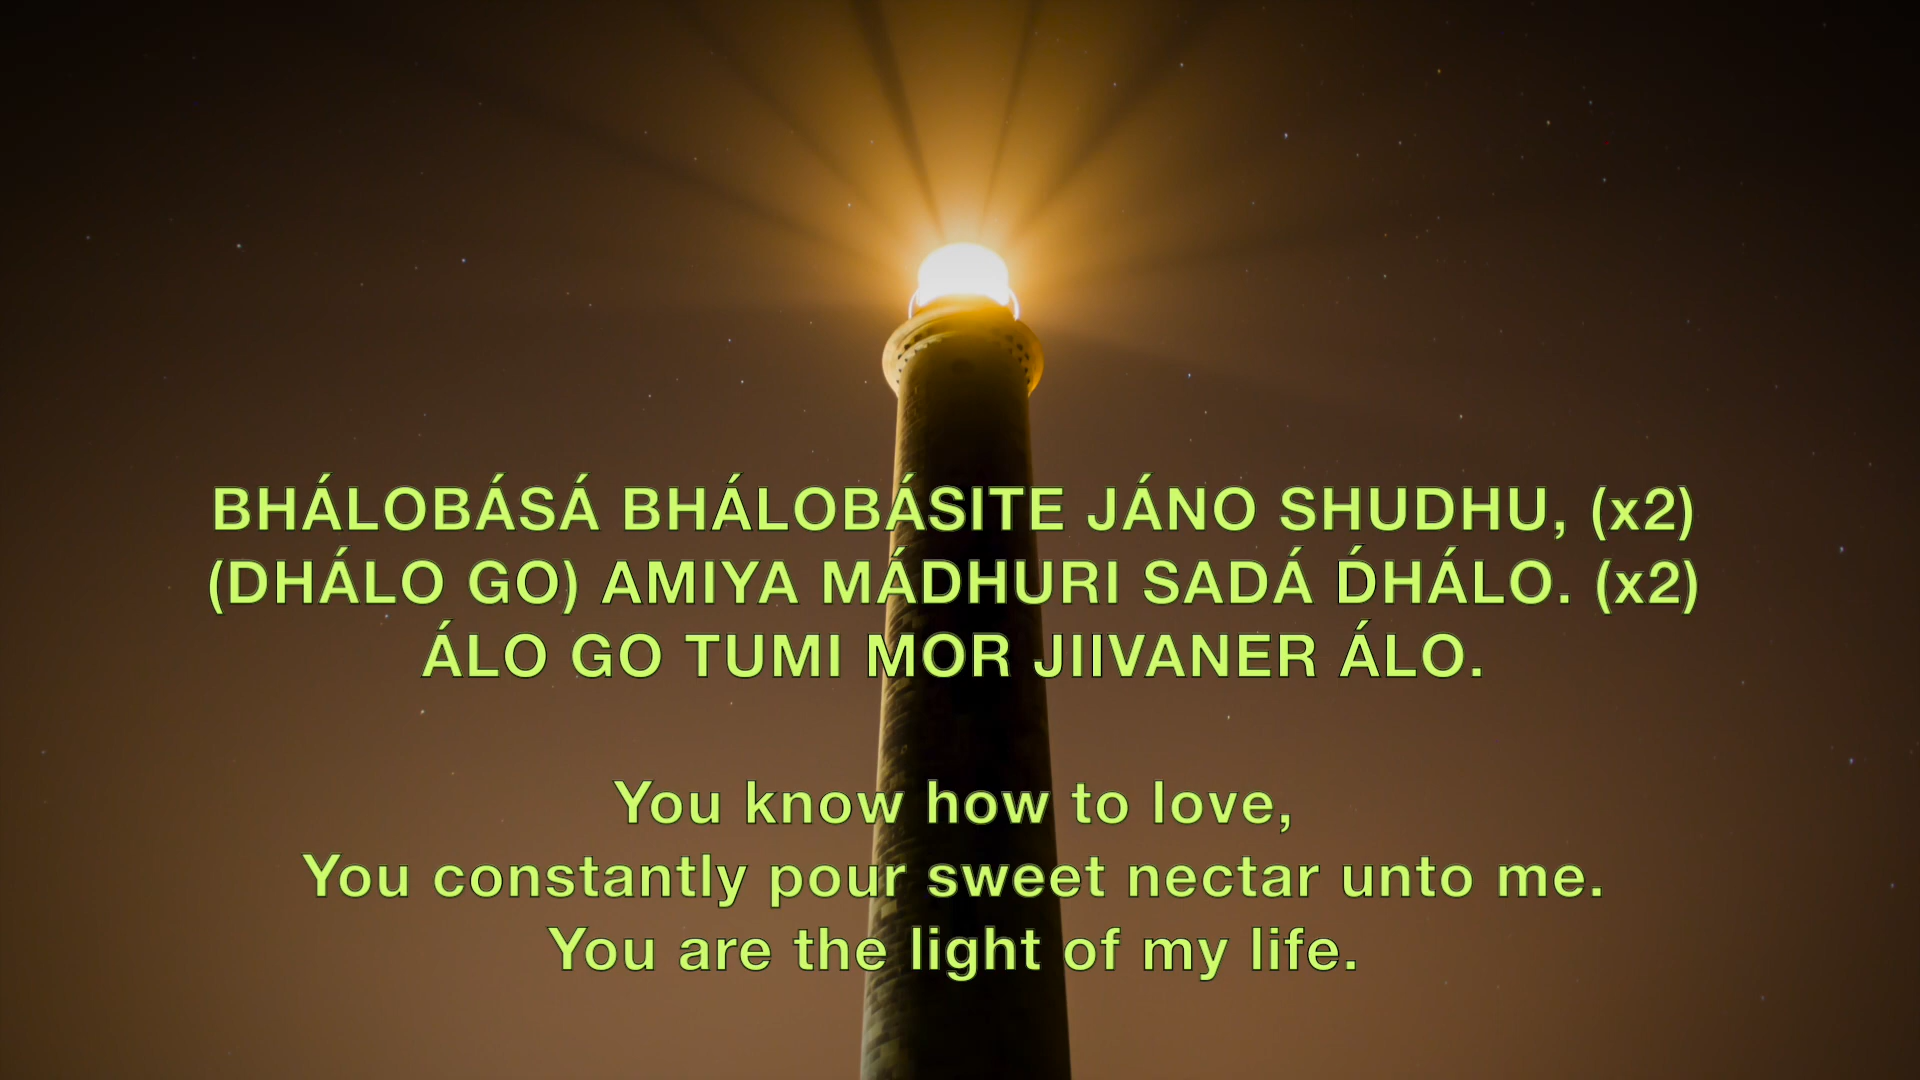 BHÁLOBÁSÁ BHÁLOBÁSITE JÁNO SHUDHU, (x2)
(DHÁLO GO) AMIYA MÁDHURI SADÁ D́HÁLO. (x2)
ÁLO GO TUMI MOR JIIVANER ÁLO.
You know how to love,
You constantly pour sweet nectar unto me.
You are the light of my life.